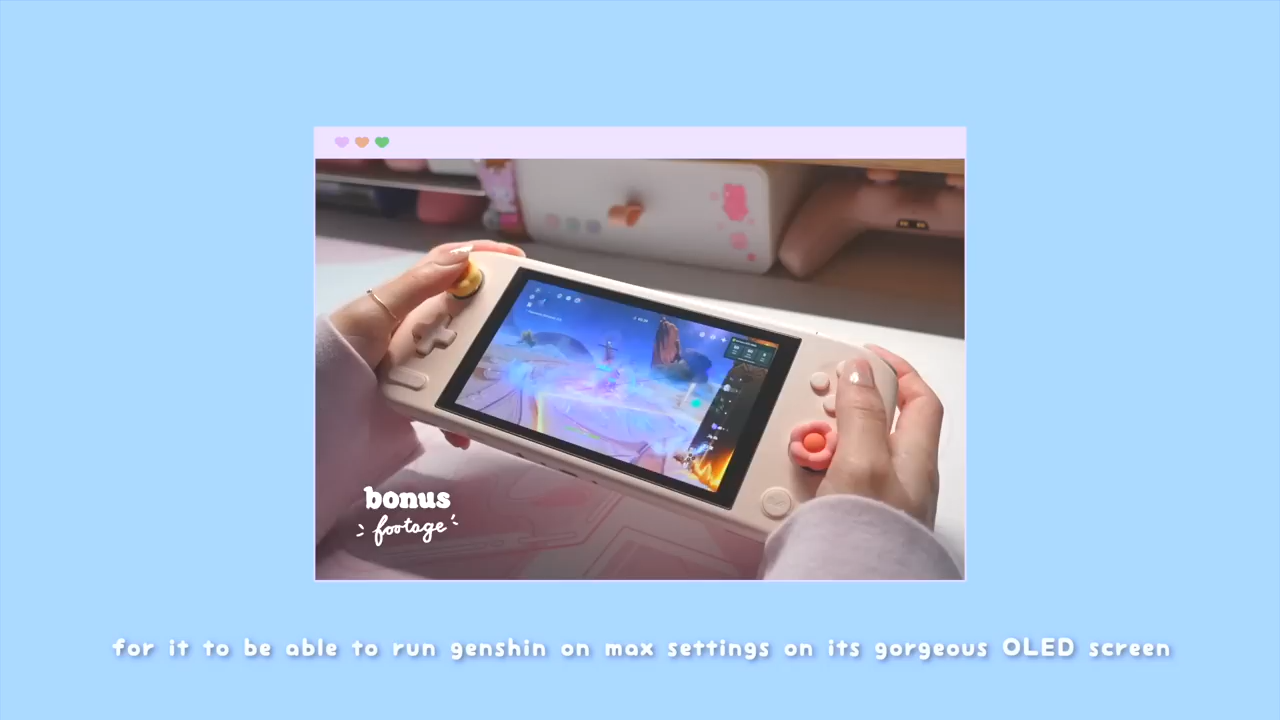 bonus
footage
for it to be able to run genshin on max settings on its gorgeous OLED screen